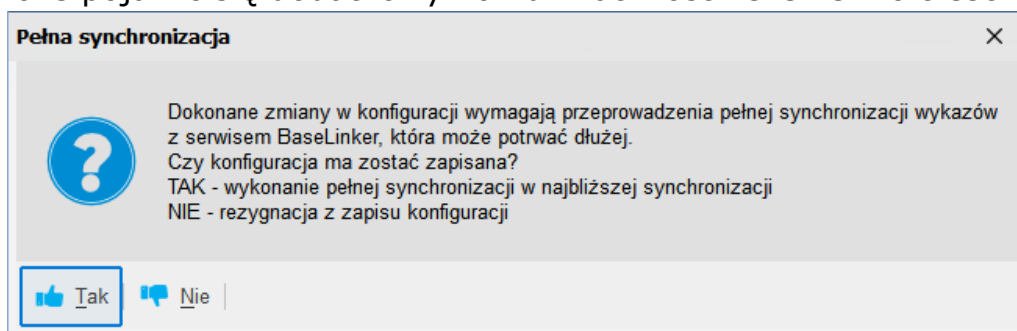 Pełna synchronizacja
Dokonane zmiany w konfiguracji wymagają przeprowadzenia pełnej synchronizacji wykazów
z serwisem BaseLinker, która może potrwać dłużej.
Czy konfiguracja ma zostać zapisana?
TAK - wykonanie pełnej synchronizacji w najbliższej synchronizacji
NIE - rezygnacja z zapisu konfiguracji
Tak
Nie